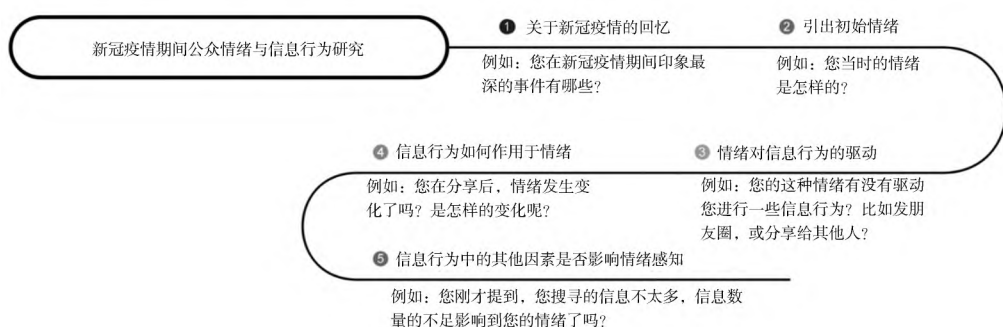 新冠疫情期间公众情绪与信息行为研究
❶ 关于新冠疫情的回忆
例如：您在新冠疫情期间印象最
深的事件有哪些？
❷ 引出初始情绪
例如：您当时的情绪
是怎样的？
❸ 情绪对信息行为的驱动
例如：您的这种情绪有没有驱动
您进行一些信息行为？比如发朋
友圈，或分享给其他人？
❹ 信息行为如何作用于情绪
例如：您在分享后，情绪发生变
化了吗？是怎样的变化呢？
❺ 信息行为中的其他因素是否影响情绪感知
例如：您刚才提到，您搜寻的信息不太多，信息数
量的不足影响到您的情绪了吗？